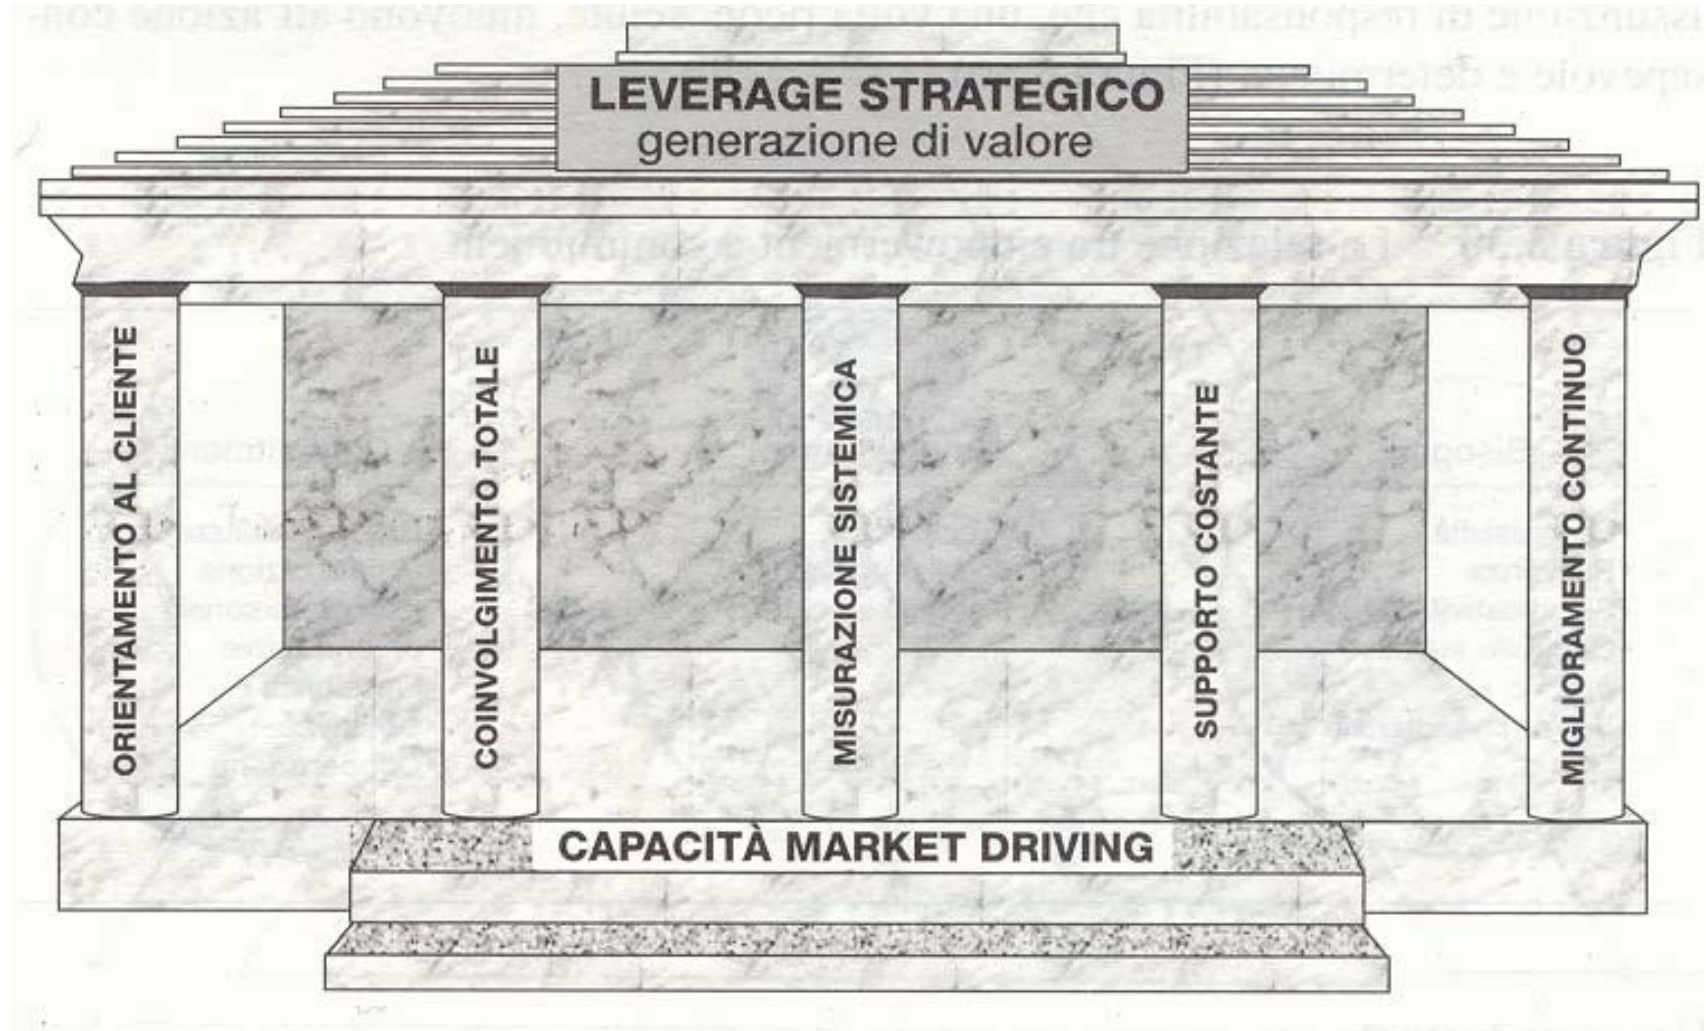 LEVERAGE STRATEGICO
generazione di valore
ORIENTAMENTO AL CLIENTE
COINVOLGIMENTO TOTALE
MISURAZIONE SISTEMICA
SUPPORTO COSTANTE
MIGLIORAMENTO CONTINUO
CAPACITÀ MARKET DRIVING